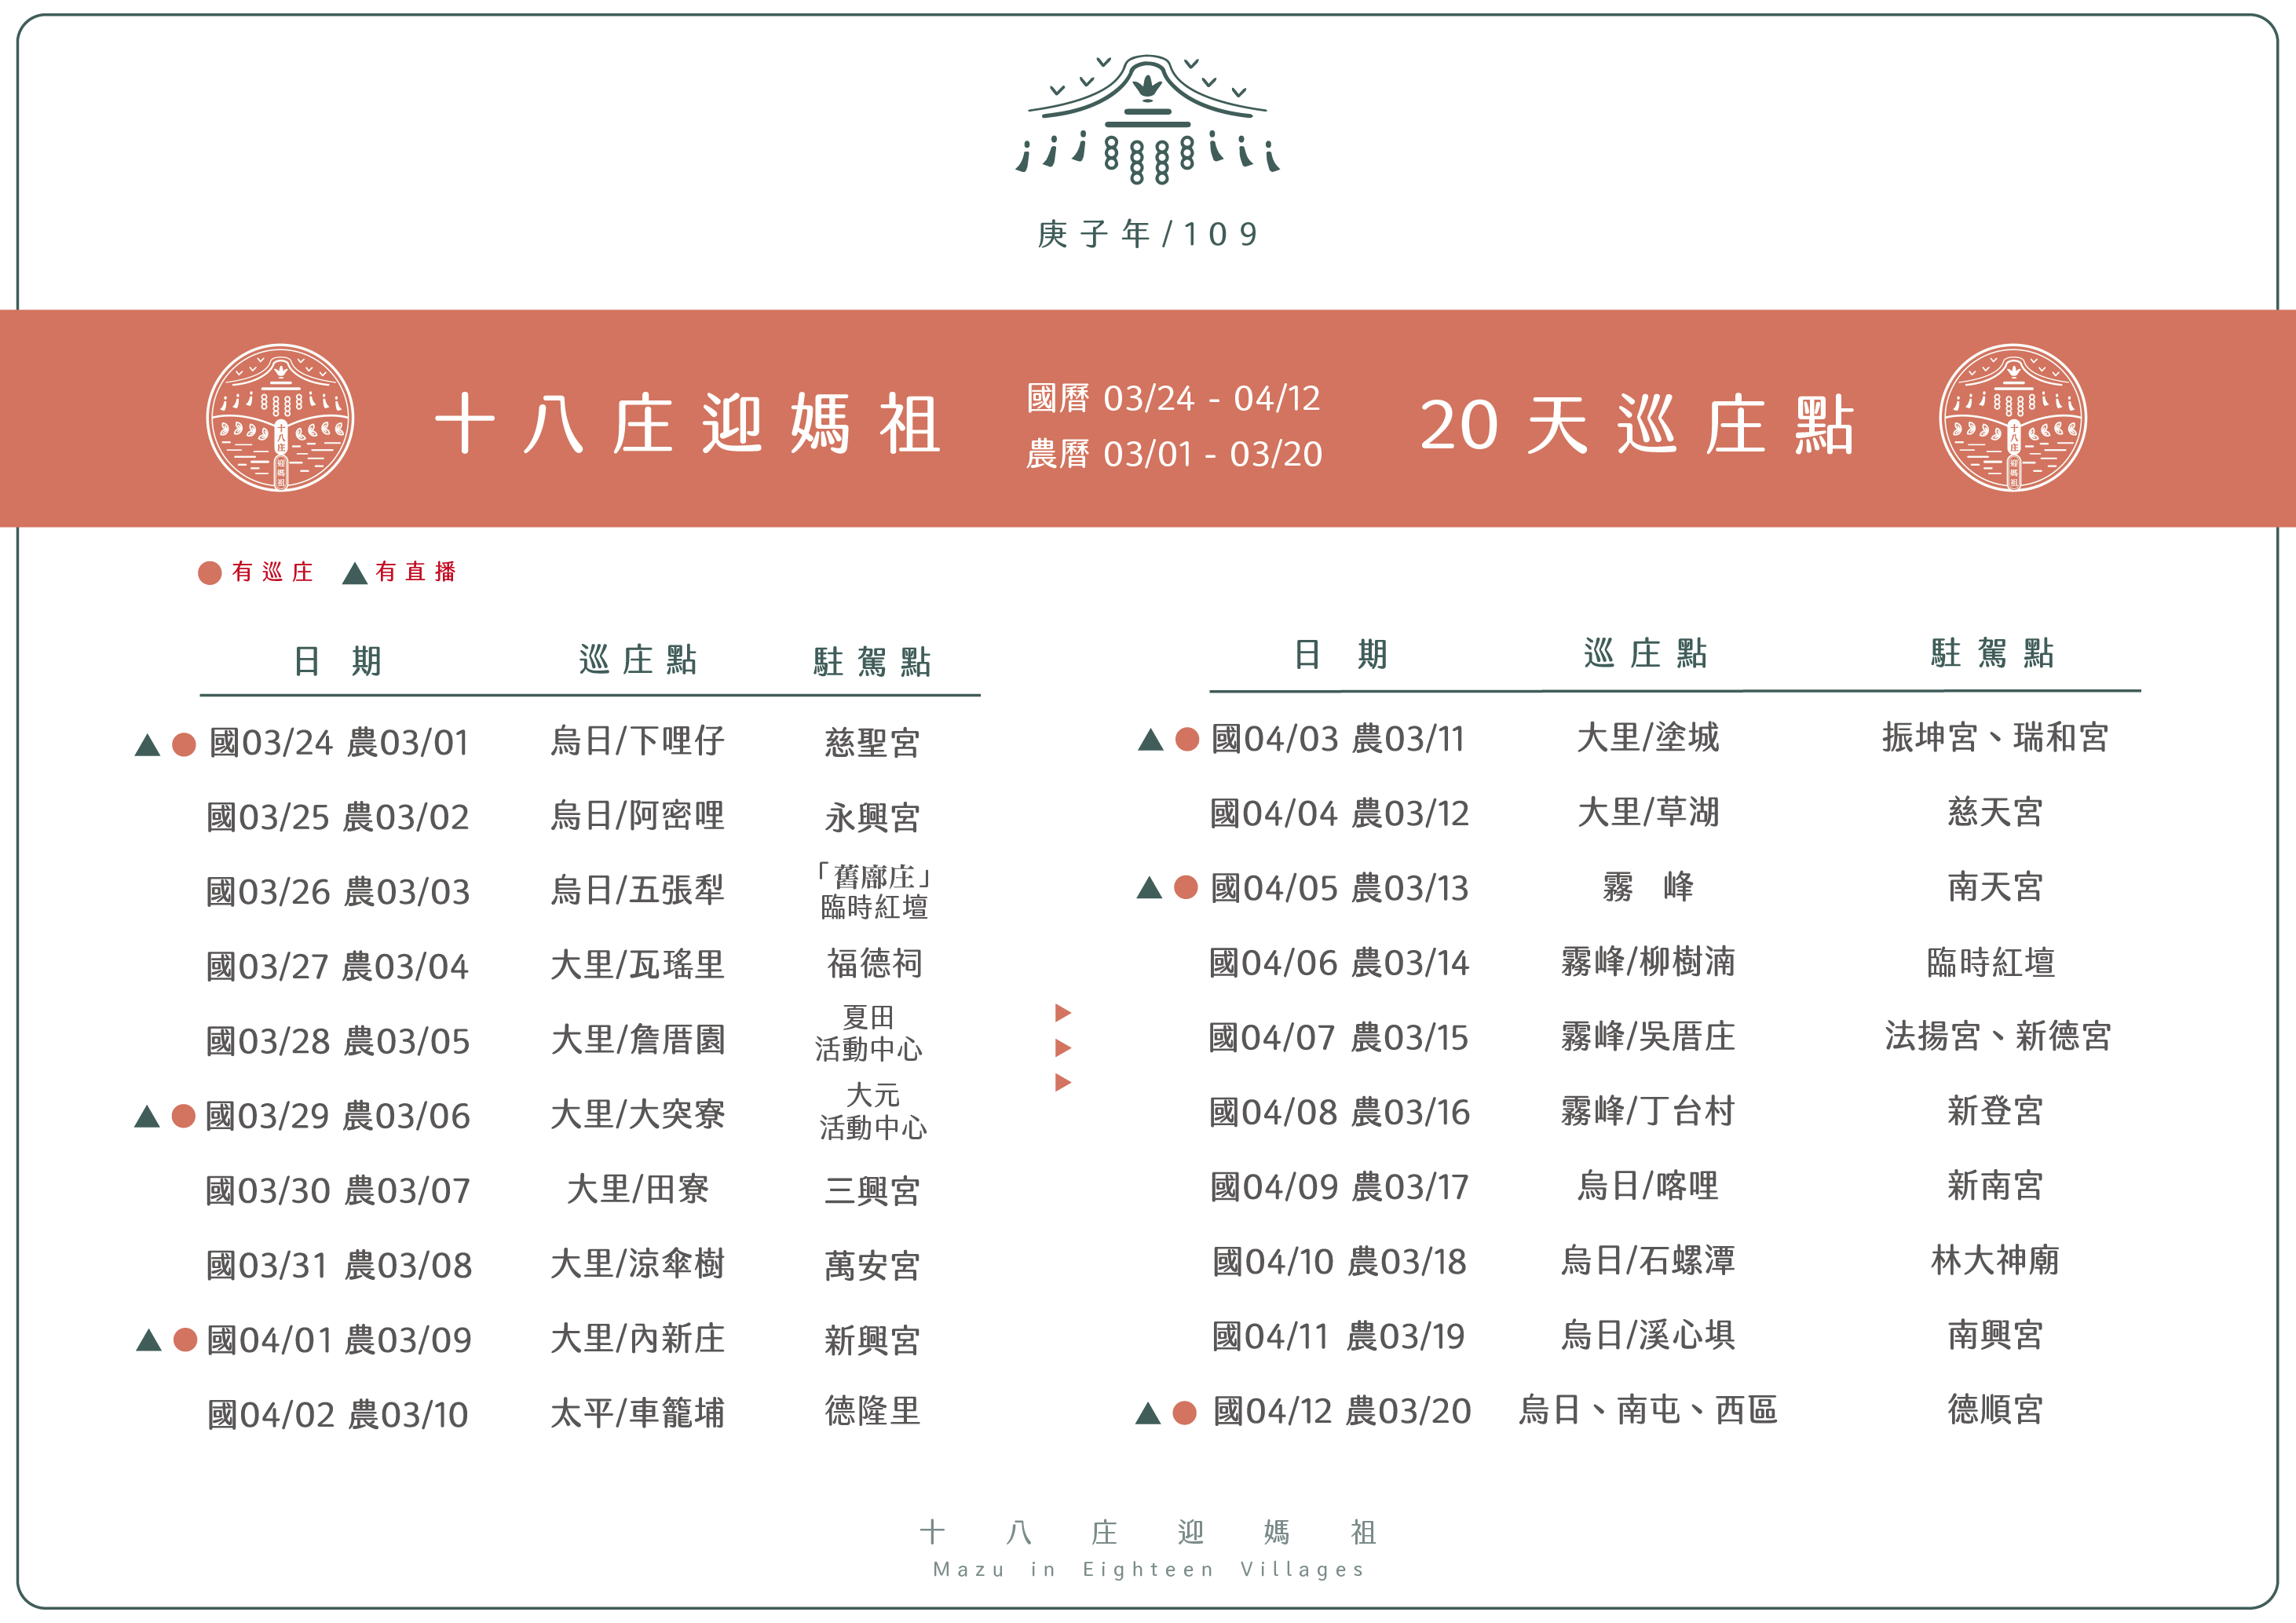 庚子年/109
十八庄迎媽祖
國曆 03/24 - 04/12
農曆 03/01 - 03/20
20天巡庄點
十八庄
迎媽祖
十八庄
迎媽祖
有巡庄 有直播
日期 巡庄點 駐駕點
國03/24 農03/01 烏日/下哩仔 慈聖宮
國03/25 農03/02 烏日/阿密哩 永興宮
國03/26 農03/03 烏日/五張犁 「舊廍庄」
臨時紅壇
國03/27 農03/04 大里/瓦瑤里 福德祠
國03/28 農03/05 大里/詹厝園 夏田
活動中心
國03/29 農03/06 大里/大突寮 大元
活動中心
國03/30 農03/07 大里/田寮 三興宮
國03/31 農03/08 大里/涼傘樹 萬安宮
國04/01 農03/09 大里/內新庄 新興宮
國04/02 農03/10 太平/車籠埔 德隆里
日期 巡庄點 駐駕點
國04/03 農03/11 大里/塗城 振坤宮、瑞和宮
國04/04 農03/12 大里/草湖 慈天宮
國04/05 農03/13 霧峰 南天宮
國04/06 農03/14 霧峰/柳樹湳 臨時紅壇
國04/07 農03/15 霧峰/吳厝庄 法揚宮、新德宮
國04/08 農03/16 霧峰/丁台村 新登宮
國04/09 農03/17 烏日/喀哩 新南宮
國04/10 農03/18 烏日/石螺潭 林大神廟
國04/11 農03/19 烏日/溪心埧 南興宮
國04/12 農03/20 烏日、南屯、西區 德順宮
十八庄迎媽祖
Mazu in Eighteen Villages